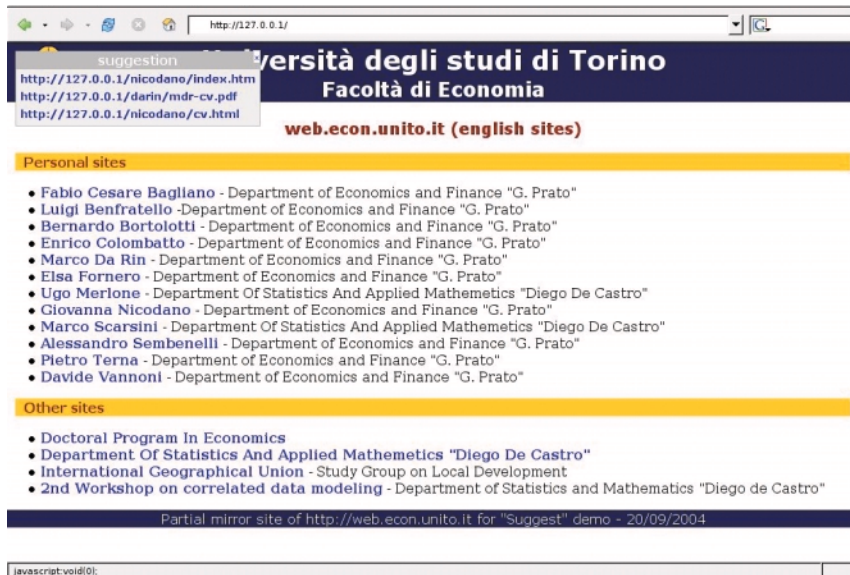 http://127.0.0.1/
suggestion
http://127.0.0.1/nicodano/index.htm
http://127.0.0.1/darin/mdr-cv.pdf
http://127.0.0.1/nicodano/cv.html
versità degli studi di Torino
Facoltà di Economia
web.econ.unito.it (english sites)
Personal sites
• Fabio Cesare Bagliano - Department of Economics and Finance "G. Prato"
• Luigi Benfratello -Department of Economics and Finance "G. Prato"
• Bernardo Bortolotti - Department of Economics and Finance "G. Prato"
• Enrico Colombatto - Department of Economics and Finance "G. Prato"
• Marco Da Rin - Department of Economics and Finance "G. Prato"
• Elsa Fornero - Department of Economics and Finance "G. Prato"
• Ugo Merlone - Department Of Statistics And Applied Mathemetics "Diego De Castro"
• Giovanna Nicodano - Department of Economics and Finance "G. Prato"
• Marco Scarsini - Department Of Statistics And Applied Mathemetics "Diego De Castro"
• Alessandro Sembenelli - Department of Economics and Finance "G. Prato"
• Pietro Terna - Department of Economics and Finance "G. Prato"
• Davide Vannoni - Department of Economics and Finance "G. Prato"
Other sites
• Doctoral Program In Economics
• Department Of Statistics And Applied Mathemetics "Diego De Castro"
• International Geographical Union - Study Group on Local Development
• 2nd Workshop on correlated data modeling - Department of Statistics and Mathematics "Diego de Castro"
Partial mirror site of http://web.econ.unito.it for "Suggest" demo - 20/09/2004
javascript:void(0);